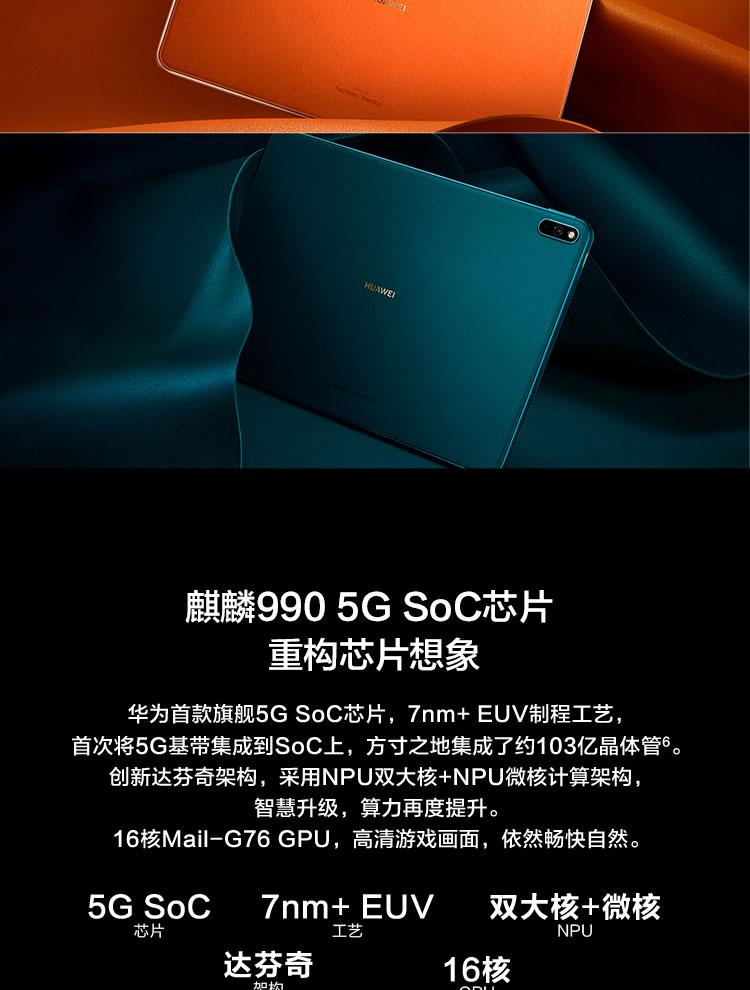 HUAWEI
harman kardon
HUAWEI
麒麟990 5G SoC芯片
重构芯片想象
华为首款旗舰5G SoC芯片，7nm+ EUV制程工艺，
首次将5G基带集成到SoC上，方寸之地集成了约103亿晶体管6。
创新达芬奇架构，采用NPU双大核+NPU微核计算架构，
智慧升级，算力再度提升。
16核Mail-G76 GPU，高清游戏画面，依然畅快自然。
5G SoC 7nm+ EUV 双大核+微核
芯片 工艺 NPU
达芬奇 16核
架构 GPU